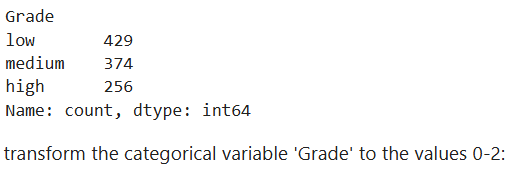 Grade
low       429
medium    374
high      256
Name: count, dtype: int64
transform the categorical variable 'Grade' to the values 0-2: